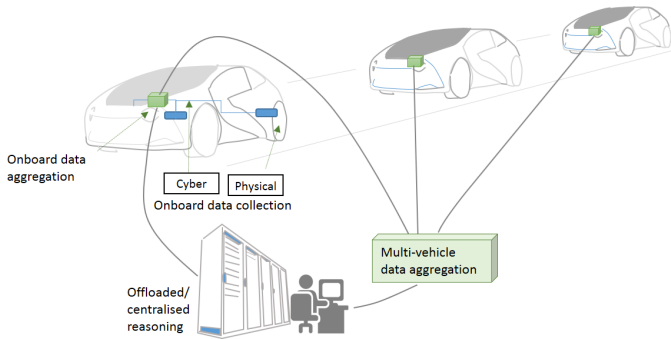 Onboard data
aggregation
Cyber
Physical
Onboard data collection
Multi-vehicle
data aggregation
Offloaded/
centralised
reasoning